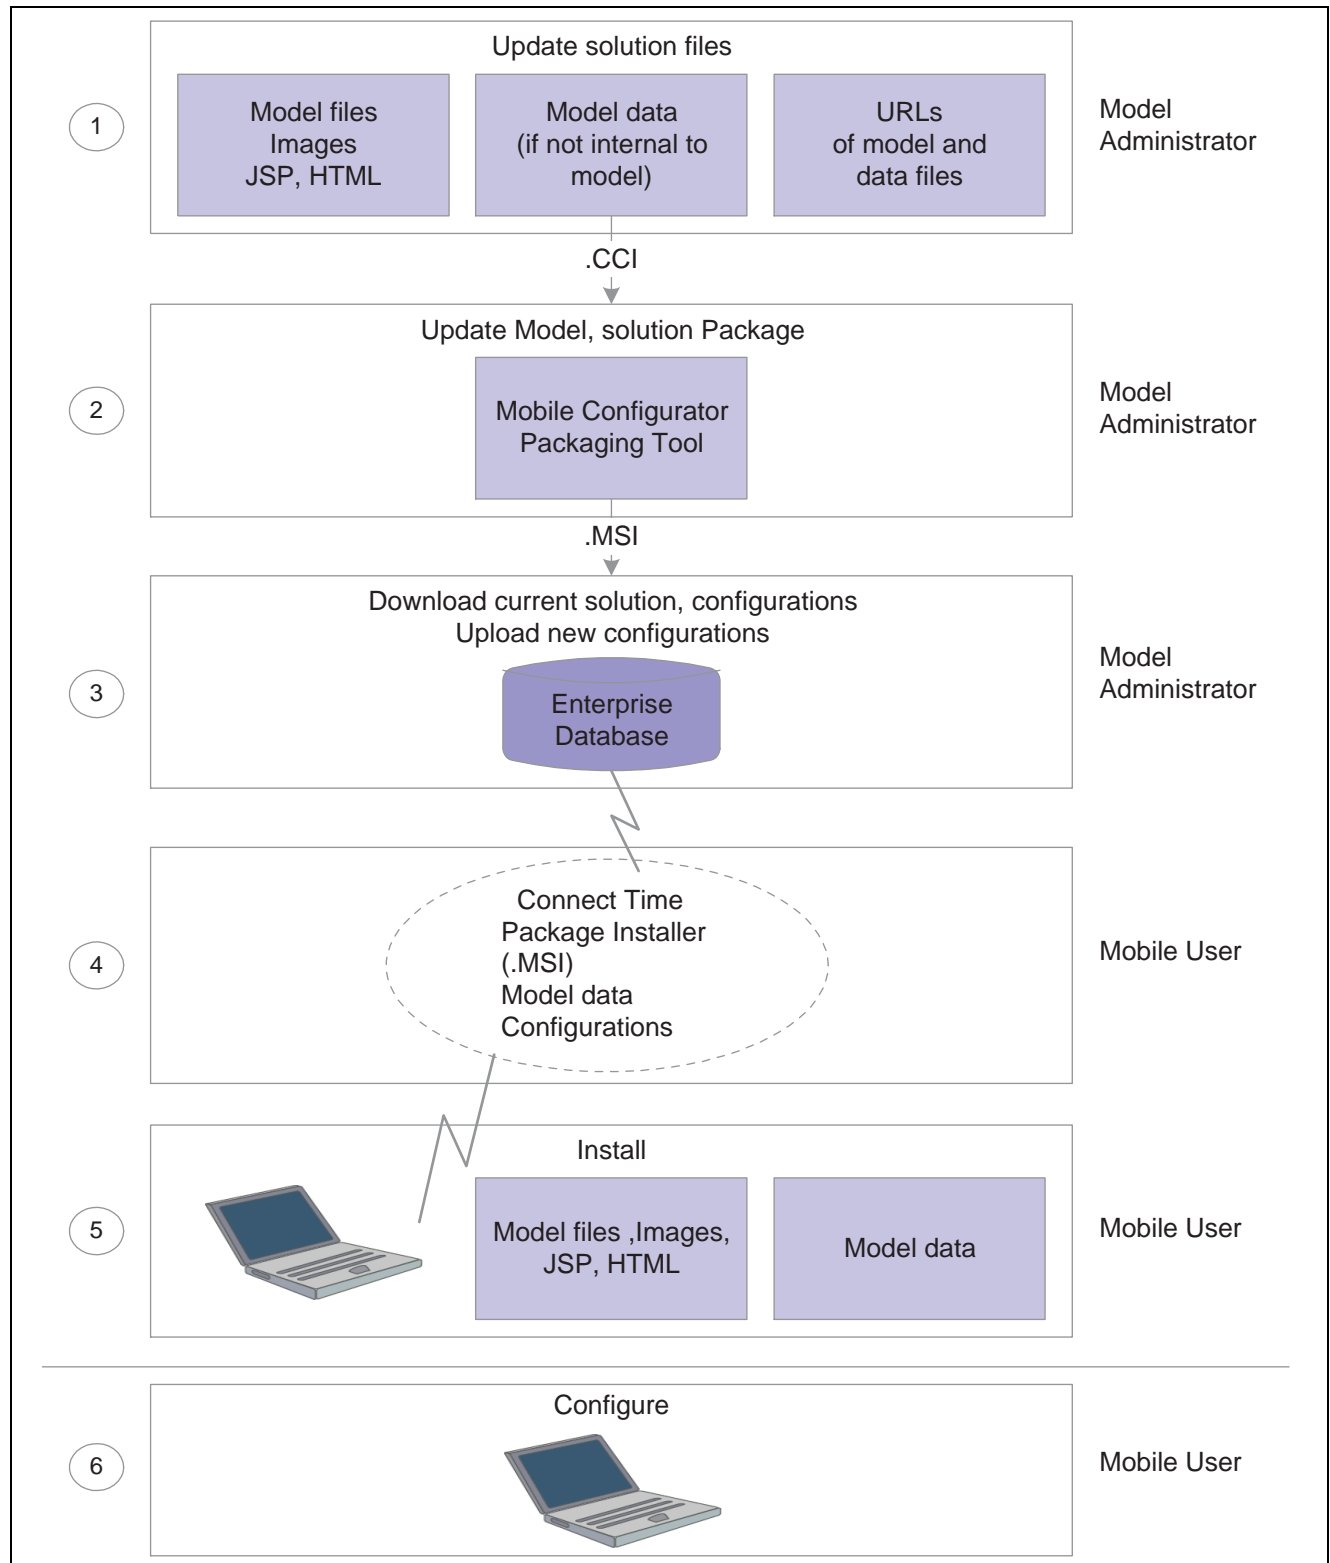 Update solution files
1
Model files
Images
JSP, HTML
Model data
(if not internal to
model)
URLs
of model and
data files
Model
Administrator
.CCI
Update Model, solution Package
2
Mobile Configurator
Packaging Tool
Model
Administrator
.MSI
Download current solution, configurations
Upload new configurations
3
Enterprise
Database
Model
Administrator
4
Connect Time
Package Installer
(.MSI)
Model data
Configurations
Mobile User
Install
5
Model files ,Images,
JSP, HTML
Model data
Mobile User
Configure
6
Mobile User